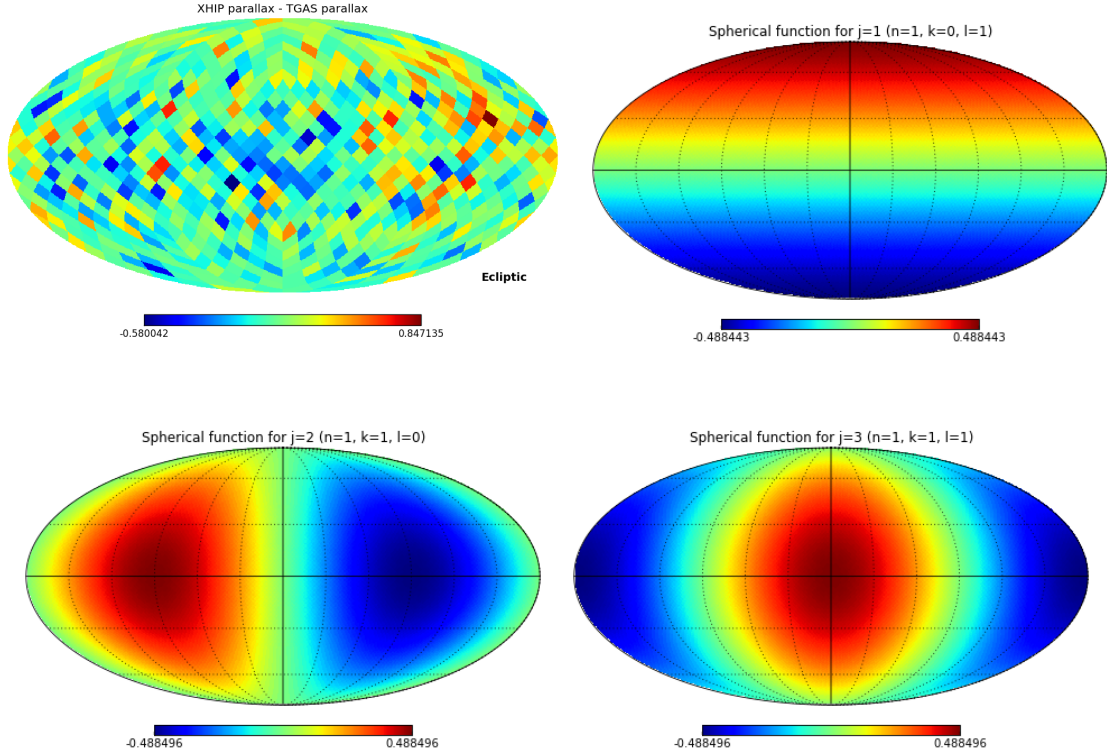 XHIP parallax - TGAS parallax
Ecliptic
-0.580042 0.847135
Spherical function for j=1 (n=1, k=0, l=1)
-0.488443 0.488443
Spherical function for j=2 (n=1, k=1, l=0)
-0.488496 0.488496
Spherical function for j=3 (n=1, k=1, l=1)
-0.488496 0.488496